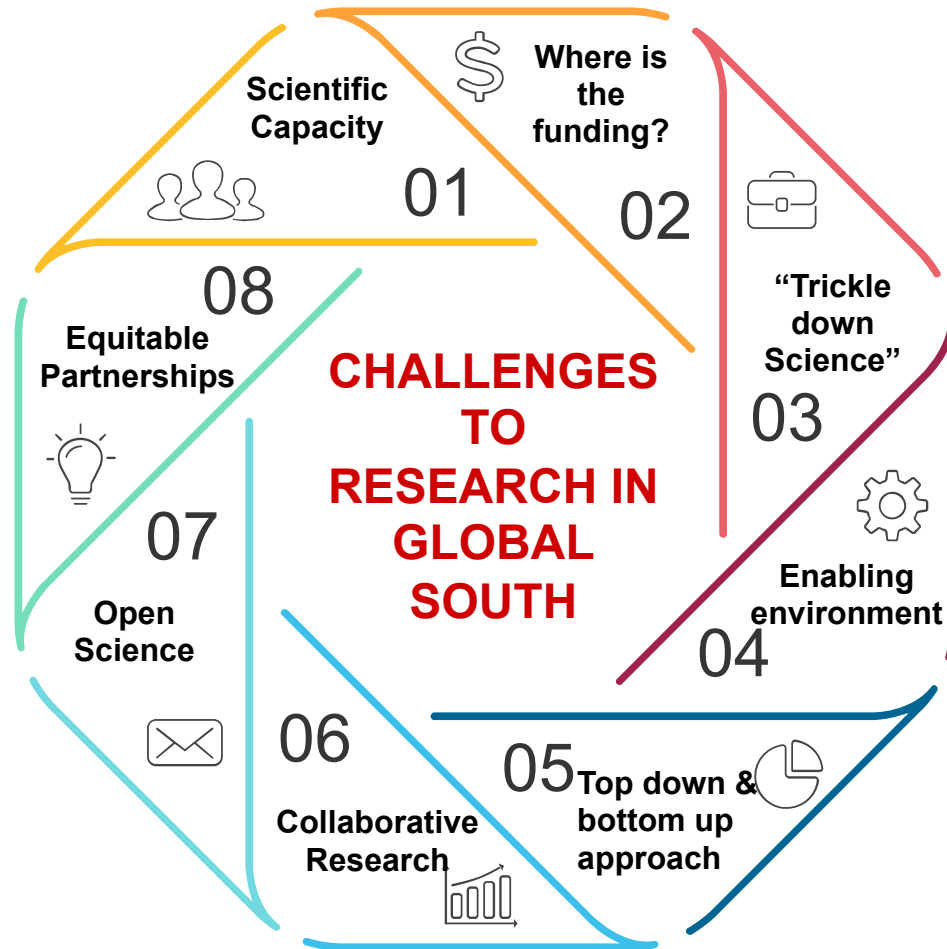 CHALLENGES
TO
RESEARCH IN
GLOBAL
SOUTH
Scientific
Capacity
01
Where is
the
funding?
02
“Trickle
down
Science”
03
Enabling
environment
04
05
Top down &
bottom up
approach
06
Collaborative
Research
07
Open
Science
08
Equitable
Partnerships